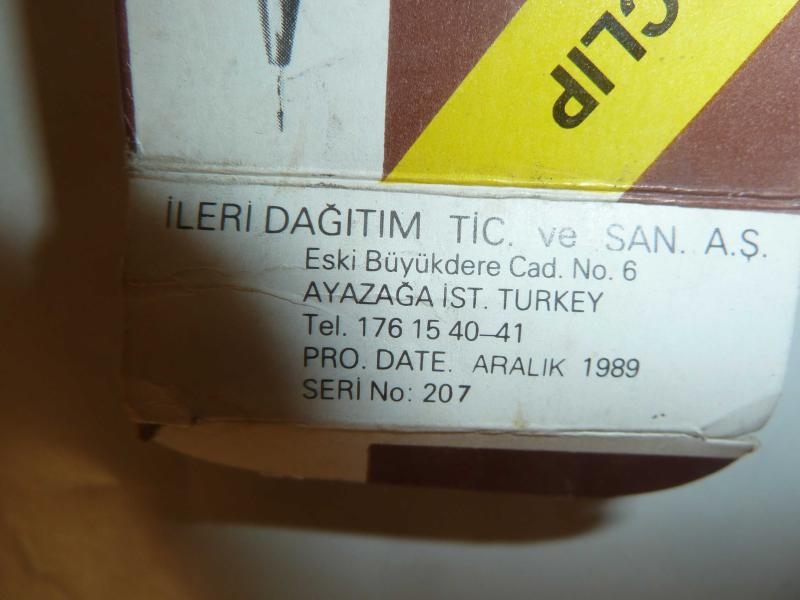 CLIP
İLERİ DAĞITIM TİC. ve SAN. A.Ş.
Eski Büyükdere Cad. No. 6
AYAZAĞA İST. TURKEY
Tel. 176 15 40–41
PRO. DATE. ARALIK 1989
SERİ No: 207